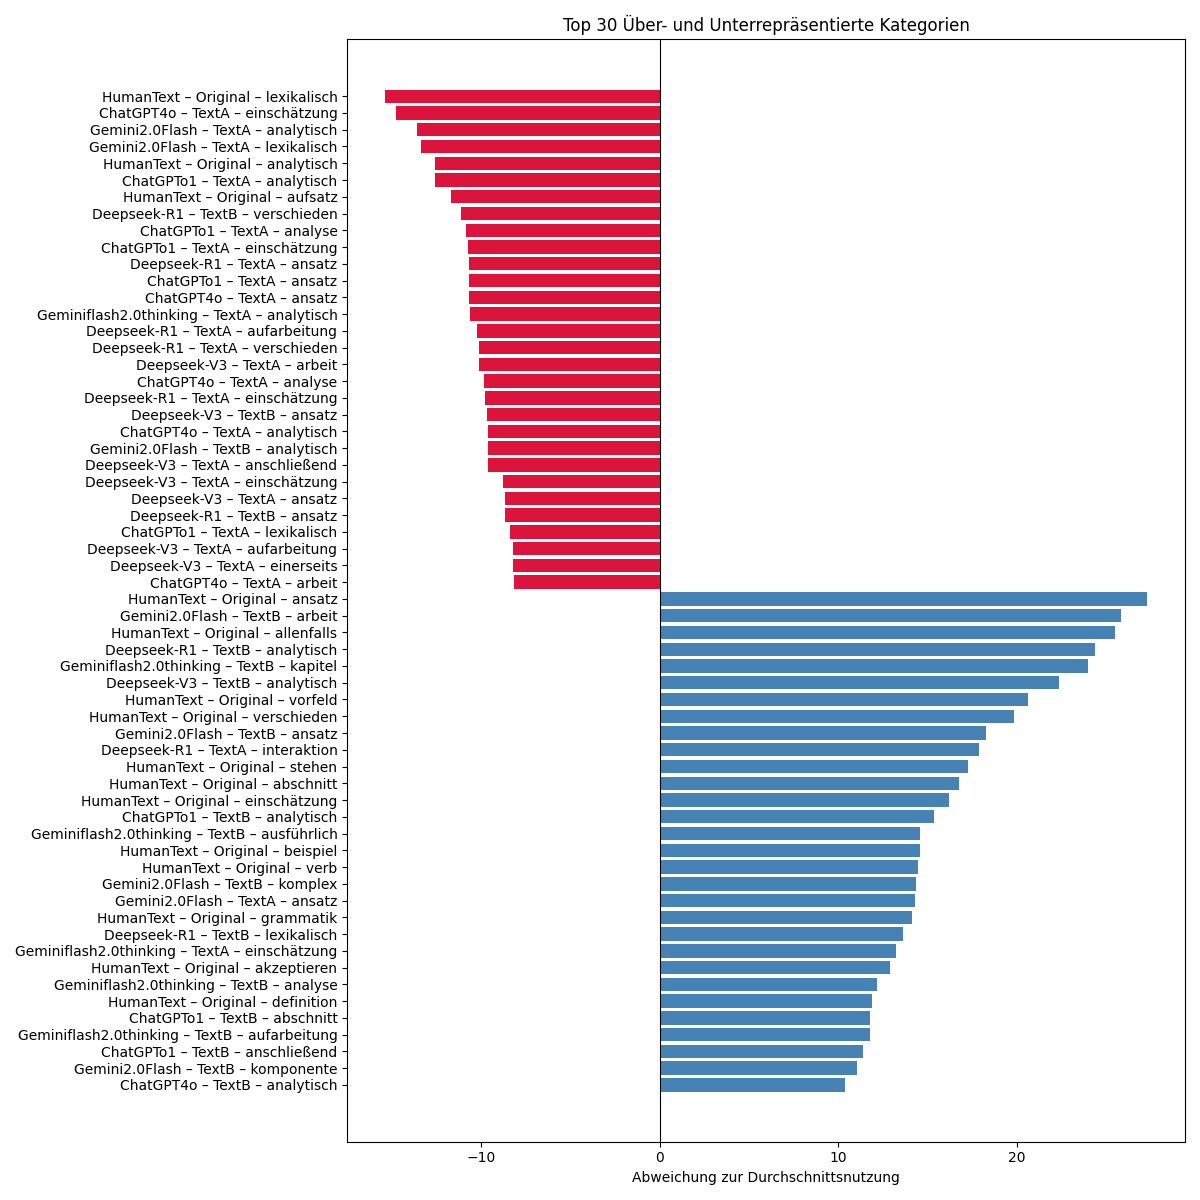 Top 30 Über- und Unterrepräsentierte Kategorien
HumanText – Original – lexikalisch
ChatGPT4o – TextA – einschätzung
Gemini2.0Flash – TextA – analytisch
Gemini2.0Flash – TextA – lexikalisch
HumanText – Original – analytisch
ChatGPTo1 – TextA – analytisch
HumanText – Original – aufsatz
Deepseek-R1 – TextB – verschieden
ChatGPTo1 – TextA – analyse
ChatGPTo1 – TextA – einschätzung
Deepseek-R1 – TextA – ansatz
ChatGPTo1 – TextA – ansatz
ChatGPT4o – TextA – ansatz
Geminiflash2.0thinking – TextA – analytisch
Deepseek-R1 – TextA – aufarbeitung
Deepseek-R1 – TextA – verschieden
Deepseek-V3 – TextA – arbeit
ChatGPT4o – TextA – analyse
Deepseek-R1 – TextA – einschätzung
Deepseek-V3 – TextB – ansatz
ChatGPT4o – TextA – analytisch
Gemini2.0Flash – TextB – analytisch
Deepseek-V3 – TextA – anschließend
Deepseek-V3 – TextA – einschätzung
Deepseek-V3 – TextA – ansatz
Deepseek-R1 – TextB – ansatz
ChatGPTo1 – TextA – lexikalisch
Deepseek-V3 – TextA – aufarbeitung
Deepseek-V3 – TextA – einerseits
ChatGPT4o – TextA – arbeit
HumanText – Original – ansatz
Gemini2.0Flash – TextB – arbeit
HumanText – Original – allenfalls
Deepseek-R1 – TextB – analytisch
Geminiflash2.0thinking – TextB – kapitel
Deepseek-V3 – TextB – analytisch
HumanText – Original – vorfeld
HumanText – Original – verschieden
Gemini2.0Flash – TextB – ansatz
Deepseek-R1 – TextA – interaktion
HumanText – Original – stehen
HumanText – Original – abschnitt
HumanText – Original – einschätzung
ChatGPTo1 – TextB – analytisch
Geminiflash2.0thinking – TextB – ausführlich
HumanText – Original – beispiel
HumanText – Original – verb
Gemini2.0Flash – TextB – komplex
Gemini2.0Flash – TextA – ansatz
HumanText – Original – grammatik
Deepseek-R1 – TextB – lexikalisch
Geminiflash2.0thinking – TextA – einschätzung
HumanText – Original – akzeptieren
Geminiflash2.0thinking – TextB – analyse
HumanText – Original – definition
ChatGPTo1 – TextB – abschnitt
Geminiflash2.0thinking – TextB – aufarbeitung
ChatGPTo1 – TextB – anschließend
Gemini2.0Flash – TextB – komponente
ChatGPT4o – TextB – analytisch
−10 0 10 20
Abweichung zur Durchschnittsnutzung